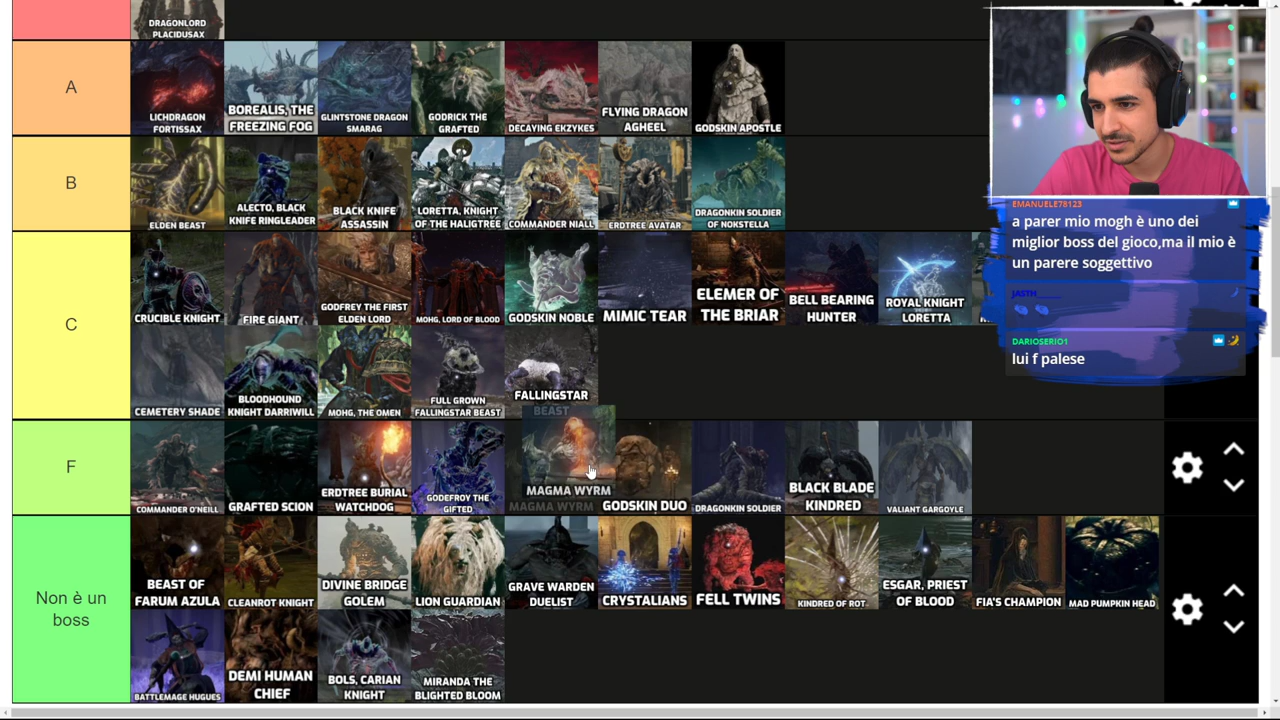 DRAGONLORD
PLACIDUSAX
A
LICHDRAGON
FORTISSAX
BOREALIS, THE
FREEZING FOG
GLINTSTONE DRAGON
SMARAG
GODRICK THE
GRAFTED
DECAYING EKZYKES
FLYING DRAGON
AGHEEL
GODSKIN APOSTLE
B
ELDEN BEAST
ALECTO, BLACK
KNIFE RINGLEADER
BLACK KNIFE
ASSASSIN
LORETTA, KNIGHT
OF THE HALIGTREE
COMMANDER NIALL
ERDTREE AVATAR
DRAGONKIN SOLDIER
OF NOKSTELLA
C
CRUCIBLE KNIGHT
FIRE GIANT
GODFREY THE FIRST
ELDEN LORD
MOHG, LORD OF BLOOD
GODSKIN NOBLE
MIMIC TEAR
ELEMER OF
THE BRIAR
BELL BEARING
HUNTER
ROYAL KNIGHT
LORETTA
CEMETERY SHADE
BLOODHOUND
KNIGHT DARRIWILL
MOHG, THE OMEN
FULL GROWN
FALLINGSTAR BEAST
FALLINGSTAR
BEAST
F
COMMANDER O'NEILL
GRAFTED SCION
ERDTREE BURIAL
WATCHDOG
GODEFROY THE
GIFTED
MAGMA WYRM
MAGMA WYRM
GODSKIN DUO
DRAGONKIN SOLDIER
BLACK BLADE
KINDRED
VALIANT GARGOYLE
Non è un
boss
BEAST OF
FARUM AZULA
CLEANROT KNIGHT
DIVINE BRIDGE
GOLEM
LION GUARDIAN
GRAVE WARDEN
DUELIST
CRYSTALIANS
FELL TWINS
KINDRED OF ROT
ESGAR, PRIEST
OF BLOOD
FIA'S CHAMPION
MAD PUMPKIN HEAD
BATTLEMAGE HUGUES
DEMI HUMAN
CHIEF
BOLS, CARIAN
KNIGHT
MIRANDA THE
BLIGHTED BLOOM
EMANUELE78123
a parer mio mogh è uno dei
miglior boss del gioco,ma il mio è
un parere soggettivo
DARIOSERIO1
lui f palese